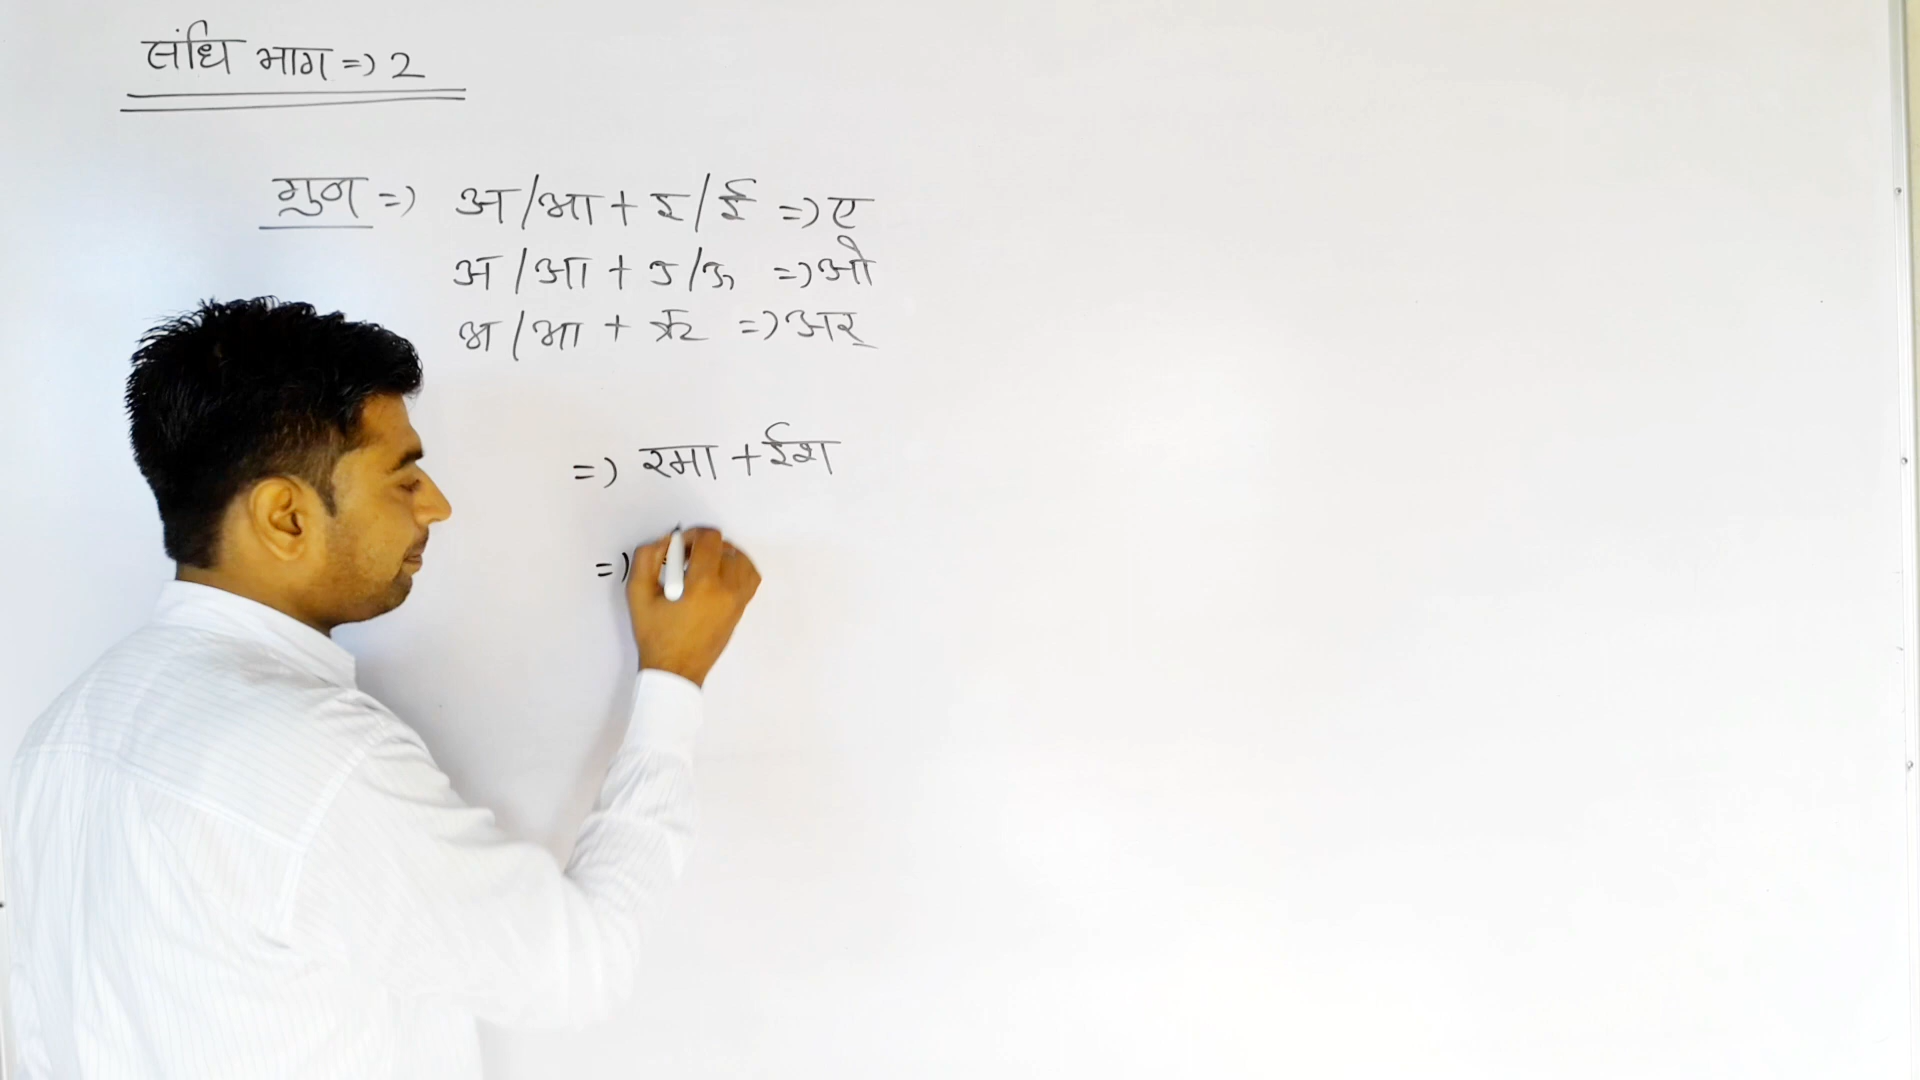 संधि भाग => 2
गुन => अ/आ + इ/ई => ए
अ/आ + उ/ऊ => ओ
अ/आ + ऋ => अर्
=> रमा + ईश
=>